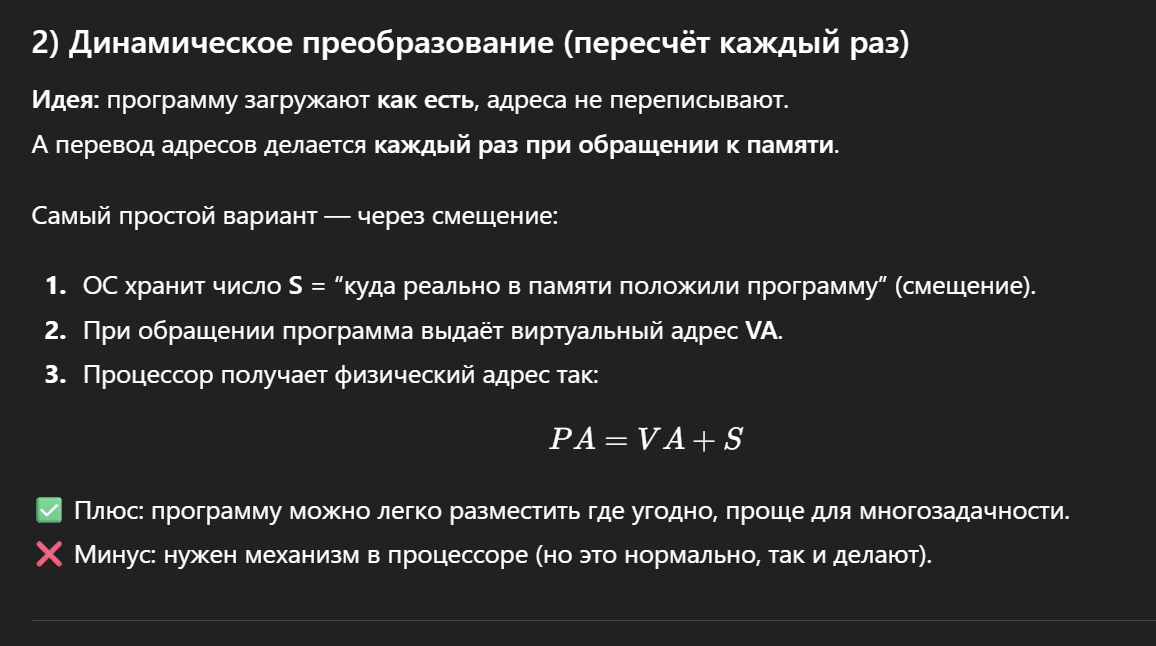 2) Динамическое преобразование (пересчёт каждый раз)
Идея: программу загружают как есть, адреса не переписывают.
А перевод адресов делается каждый раз при обращении к памяти.
Самый простой вариант — через смещение:
1. ОС хранит число S = “куда реально в памяти положили программу” (смещение).
2. При обращении программа выдаёт виртуальный адрес VA.
3. Процессор получает физический адрес так:
PA = VA + S
✅ Плюс: программу можно легко разместить где угодно, проще для многозадачности.
❌ Минус: нужен механизм в процессоре (но это нормально, так и делают).